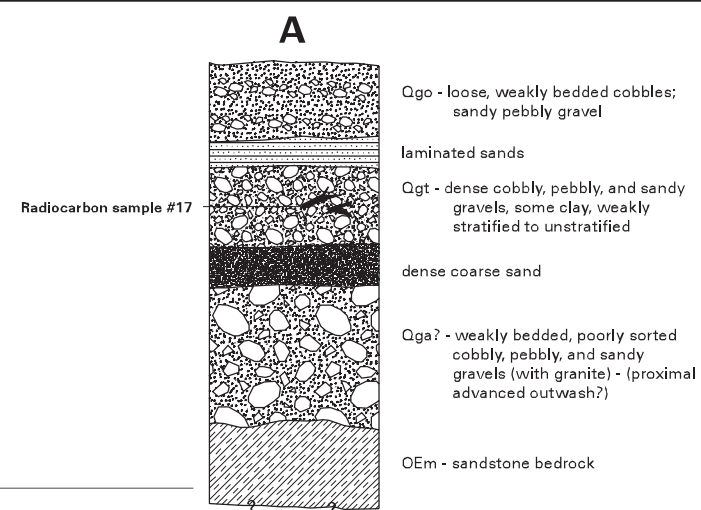 A
Qgo - loose, weakly bedded cobbles;
sandy pebbly gravel
laminated sands
Qgt - dense cobbly, pebbly, and sandy
gravels, some clay, weakly
stratified to unstratified
Radiocarbon sample #17
dense coarse sand
Qga? - weakly bedded, poorly sorted
cobbly, pebbly, and sandy
gravels (with granite) - (proximal
advanced outwash?)
OEm - sandstone bedrock
? ?